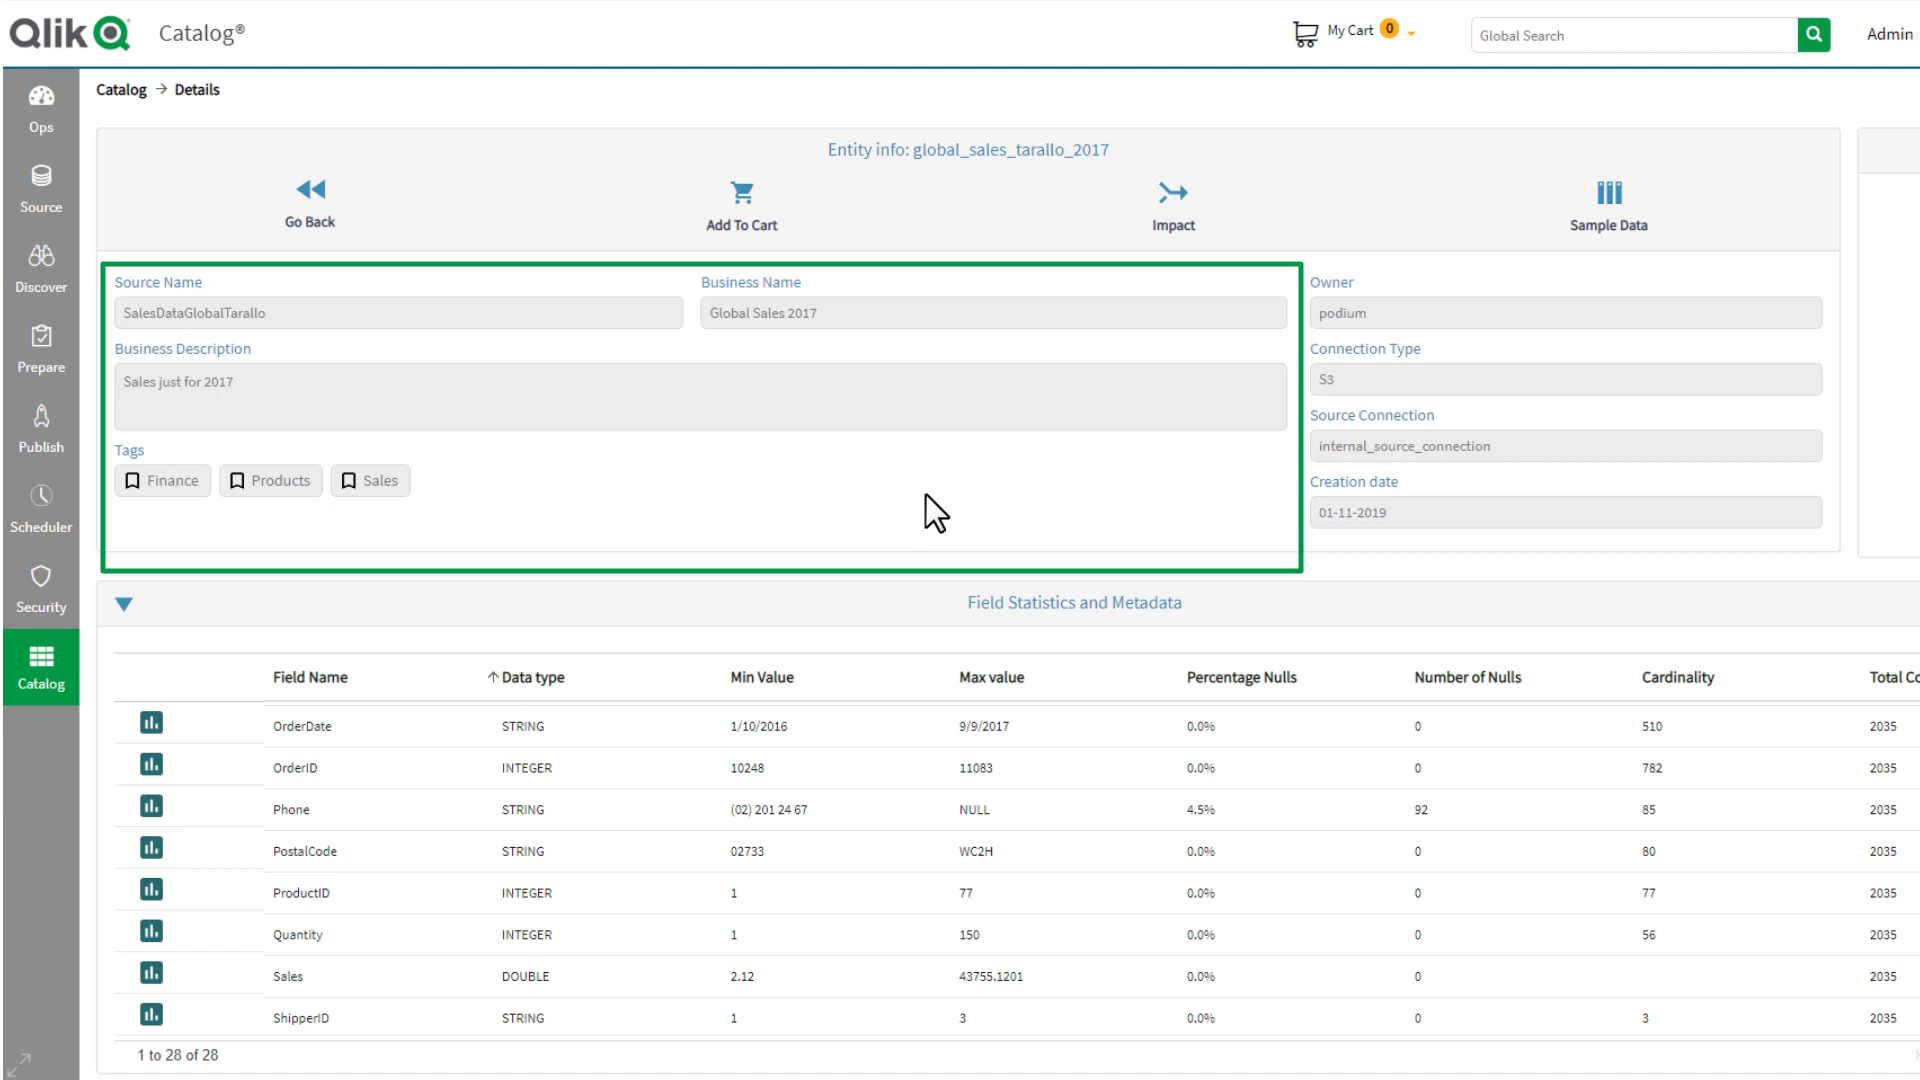 Qlik Catalog® My Cart 0 Global Search Admin
Catalog → Details
Ops
Source
Discover
Prepare
Publish
Scheduler
Security
Catalog
Entity info: global_sales_tarallo_2017
Go Back Add To Cart Impact Sample Data
Source Name Business Name Owner
SalesDataGlobalTarallo Global Sales 2017 podium
Business Description Connection Type
Sales just for 2017 S3
Source Connection
internal_source_connection
Tags
Finance Products Sales
Creation date
01-11-2019
Field Statistics and Metadata
Field Name ↑ Data type Min Value Max value Percentage Nulls Number of Nulls Cardinality Total Co
OrderDate STRING 1/10/2016 9/9/2017 0.0% 0 510 2035
OrderID INTEGER 10248 11083 0.0% 0 782 2035
Phone STRING (02) 201 24 67 NULL 4.5% 92 85 2035
PostalCode STRING 02733 WC2H 0.0% 0 80 2035
ProductID INTEGER 1 77 0.0% 0 77 2035
Quantity INTEGER 1 150 0.0% 0 56 2035
Sales DOUBLE 2.12 43755.1201 0.0% 0 2035
ShipperID STRING 1 3 0.0% 0 3 2035
1 to 28 of 28